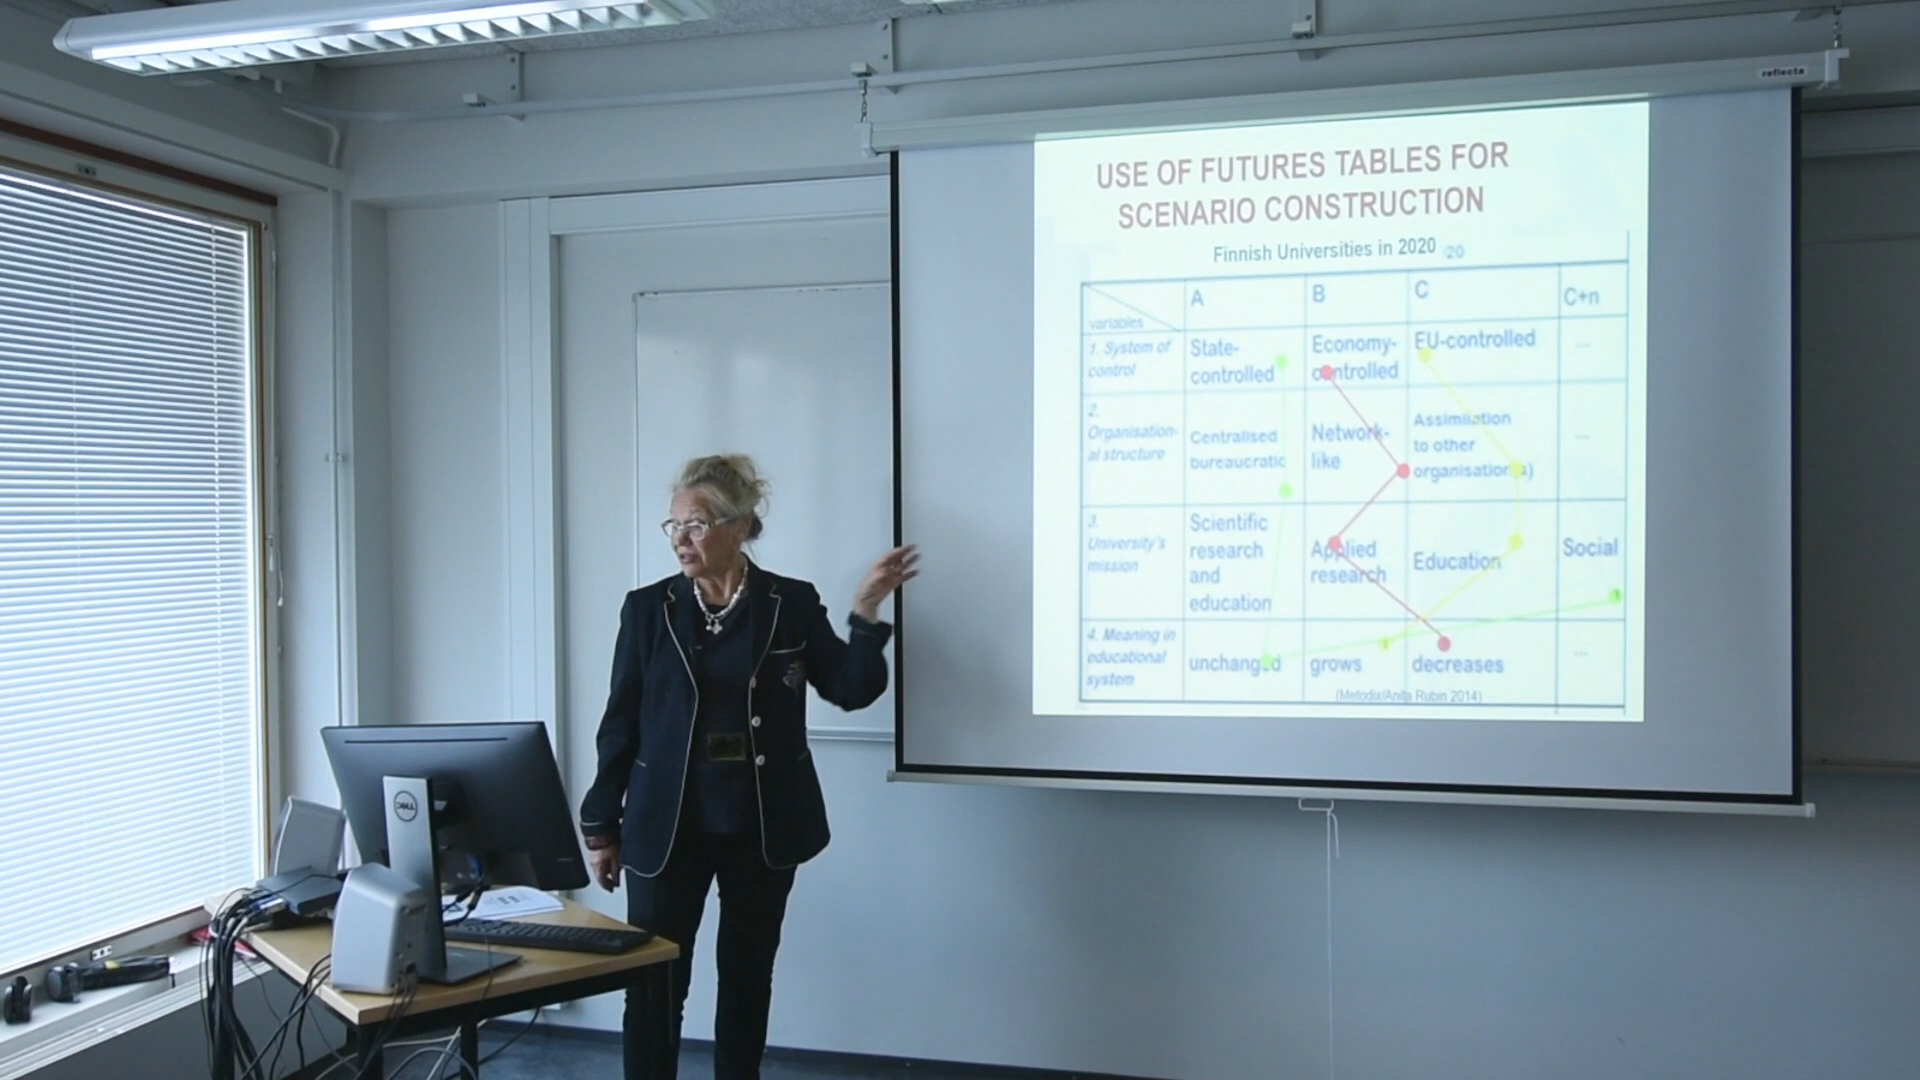 reflecta
USE OF FUTURES TABLES FOR
SCENARIO CONSTRUCTION
Finnish Universities in 2020
20
variables
A
B
C
C+n
1. System of
control
State-
controlled
Economy-
controlled
EU-controlled
...
2.
Organisation-
al structure
Centralised
bureaucratic
Network-
like
Assimilation
to other
organisation(s)
...
3.
University's
mission
Scientific
research
and
education
Applied
research
Education
Social
4. Meaning in
educational
system
unchanged
grows
decreases
...
(Metodix/Anita Rubin 2014)
DELL